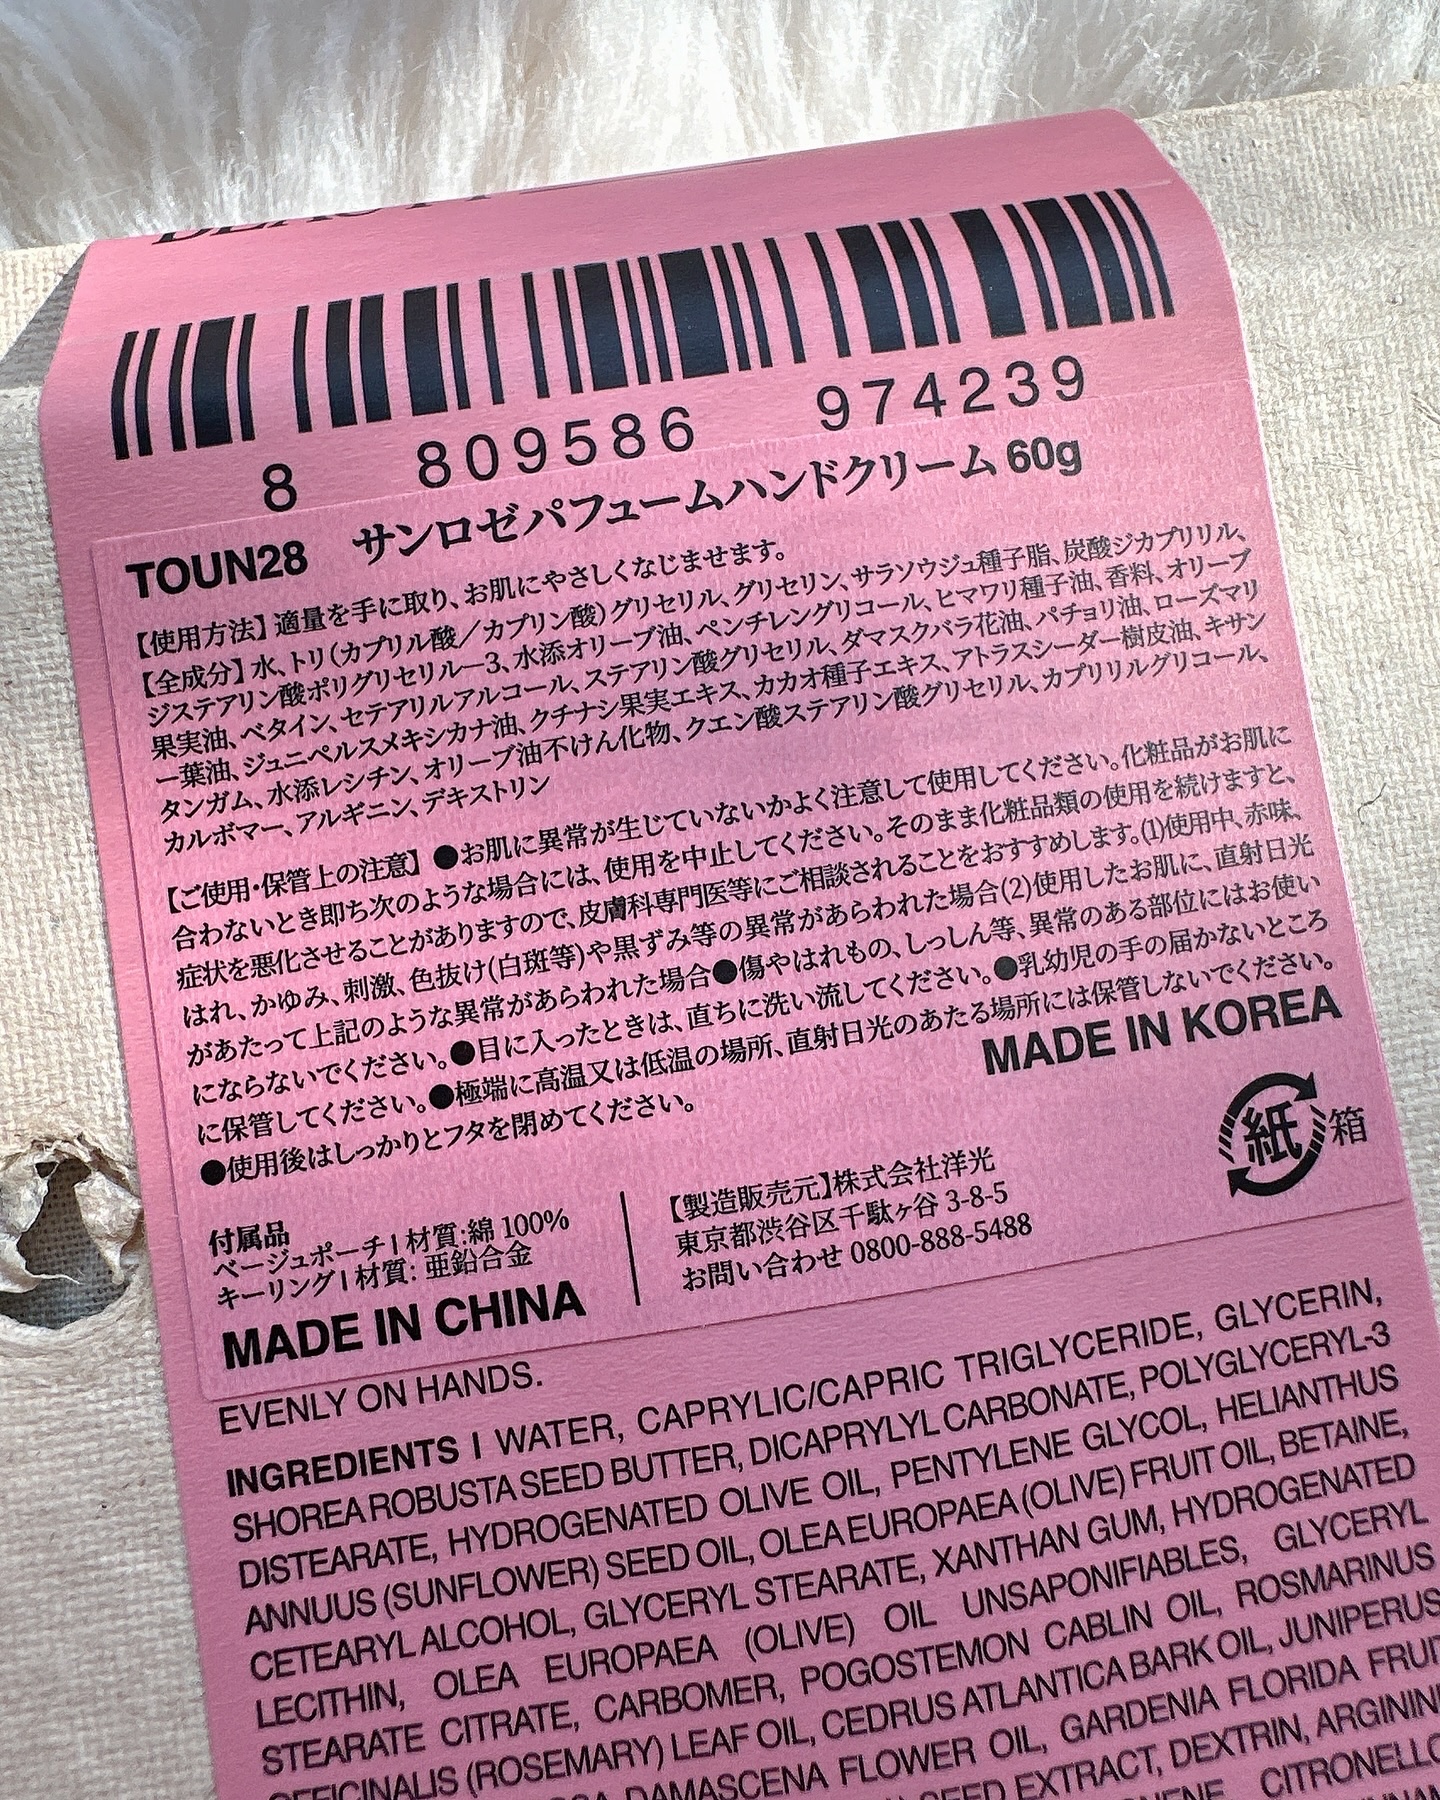 BEAUTY
8 809586 974239
TOUN28 サンロゼパフュームハンドクリーム 60g
【使用方法】適量を手に取り、お肌にやさしくなじませます。
【全成分】水、トリ（カプリル酸／カプリン酸）グリセリル、グリセリン、サラソウジュ種子脂、炭酸ジカプリリル、
ジステアリン酸ポリグリセリル−3、水添オリーブ油、ペンチレングリコール、ヒマワリ種子油、香料、オリーブ
果実油、ベタイン、セテアリルアルコール、ステアリン酸グリセリル、ダマスクバラ花油、パチョリ油、ローズマリ
ー葉油、ジュニペルスメキシカナ油、クチナシ果実エキス、カカオ種子エキス、アトラスシーダー樹皮油、キサン
タンガム、水添レシチン、オリーブ油不けん化物、クエン酸ステアリン酸グリセリル、カプリリルグリコール、
カルボマー、アルギニン、デキストリン
【ご使用・保管上の注意】●お肌に異常が生じていないかよく注意して使用してください。化粧品がお肌に
合わないとき即ち次のような場合には、使用を中止してください。そのまま化粧品類の使用を続けますと、
症状を悪化させることがありますので、皮膚科専門医等にご相談されることをおすすめします。(1)使用中、赤味、
はれ、かゆみ、刺激、色抜け(白斑等)や黒ずみ等の異常があらわれた場合(2)使用したお肌に、直射日光
があたって上記のような異常があらわれた場合●傷やはれもの、しっしん等、異常のある部位にはお使い
にならないでください。●目に入ったときは、直ちに洗い流してください。●乳幼児の手の届かないところ
に保管してください。●極端に高温又は低温の場所、直射日光のあたる場所には保管しないでください。
●使用後はしっかりとフタを閉めてください。
MADE IN KOREA
紙 箱
付属品
ベージュポーチ | 材質:綿 100%
キーリング | 材質: 亜鉛合金
MADE IN CHINA
【製造販売元】株式会社洋光
東京都渋谷区千駄ヶ谷 3-8-5
お問い合わせ 0800-888-5488
EVENLY ON HANDS.
INGREDIENTS | WATER, CAPRYLIC/CAPRIC TRIGLYCERIDE, GLYCERIN,
SHOREA ROBUSTA SEED BUTTER, DICAPRYLYL CARBONATE, POLYGLYCERYL-3
DISTEARATE, HYDROGENATED OLIVE OIL, PENTYLENE GLYCOL, HELIANTHUS
ANNUUS (SUNFLOWER) SEED OIL, OLEA EUROPAEA (OLIVE) FRUIT OIL, BETAINE,
CETEARYL ALCOHOL, GLYCERYL STEARATE, XANTHAN GUM, HYDROGENATED
LECITHIN, OLEA EUROPAEA (OLIVE) OIL UNSAPONIFIABLES, GLYCERYL
STEARATE CITRATE, CARBOMER, POGOSTEMON CABLIN OIL, ROSMARINUS
OFFICINALIS (ROSEMARY) LEAF OIL, CEDRUS ATLANTICA BARK OIL, JUNIPERUS
DAMASCENA FLOWER OIL, GARDENIA FLORIDA FRUIT
SEED EXTRACT, DEXTRIN, ARGININE